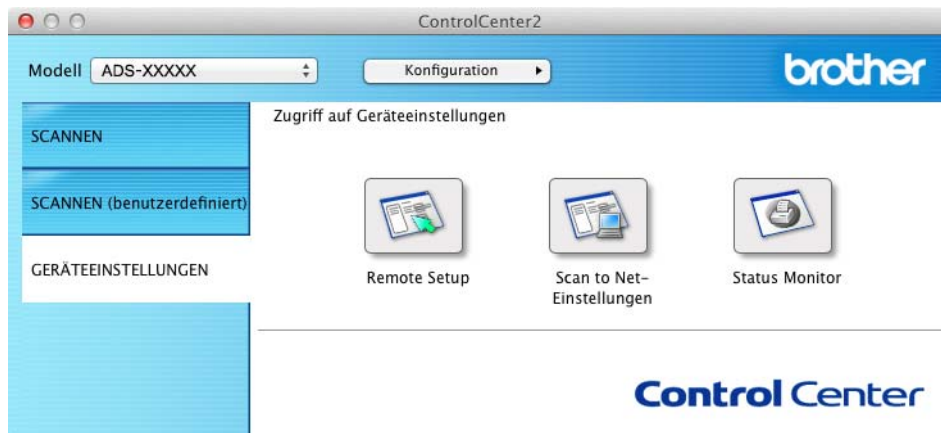 ControlCenter2
Modell ADS-XXXXX Konfiguration brother
SCANNEN
SCANNEN (benutzerdefiniert)
GERÄTEEINSTELLUNGEN
Zugriff auf Geräteeinstellungen
Remote Setup
Scan to Net-
Einstellungen
Status Monitor
Control Center